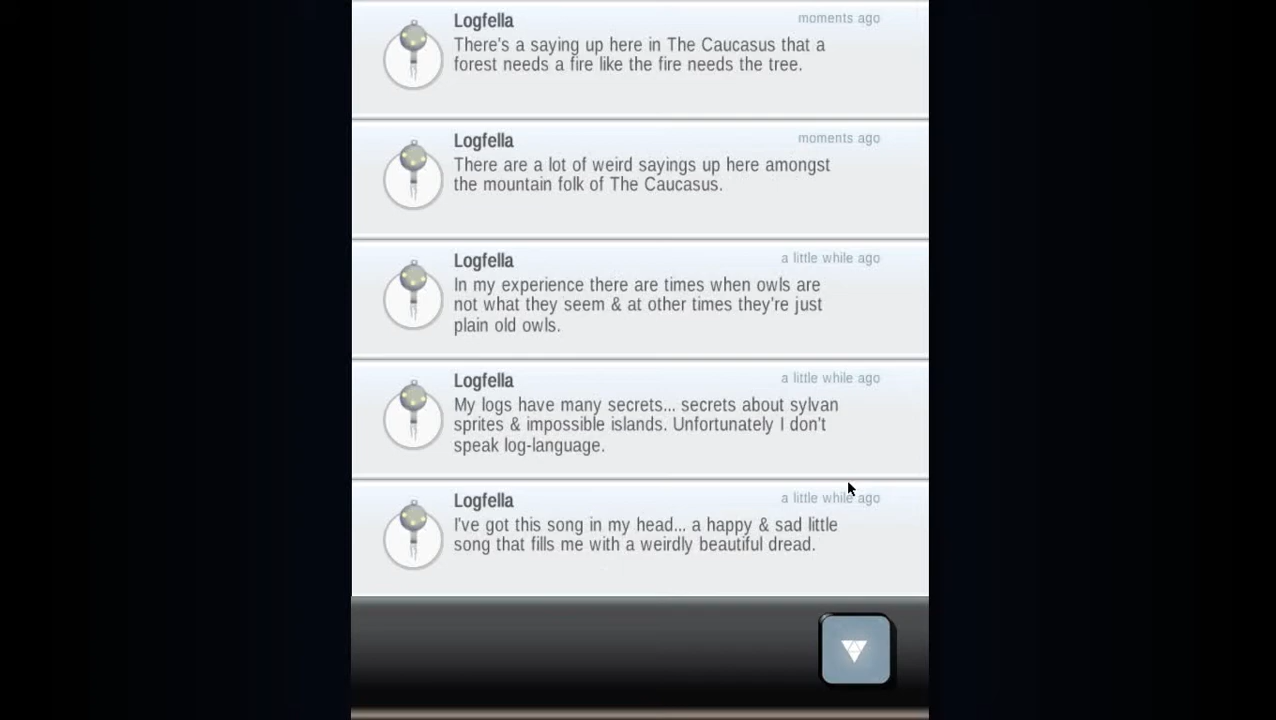 Logfella
moments ago
There's a saying up here in The Caucasus that a
forest needs a fire like the fire needs the tree.
Logfella
moments ago
There are a lot of weird sayings up here amongst
the mountain folk of The Caucasus.
Logfella
a little while ago
In my experience there are times when owls are
not what they seem & at other times they're just
plain old owls.
Logfella
a little while ago
My logs have many secrets... secrets about sylvan
sprites & impossible islands. Unfortunately I don't
speak log-language.
Logfella
a little while ago
I've got this song in my head... a happy & sad little
song that fills me with a weirdly beautiful dread.